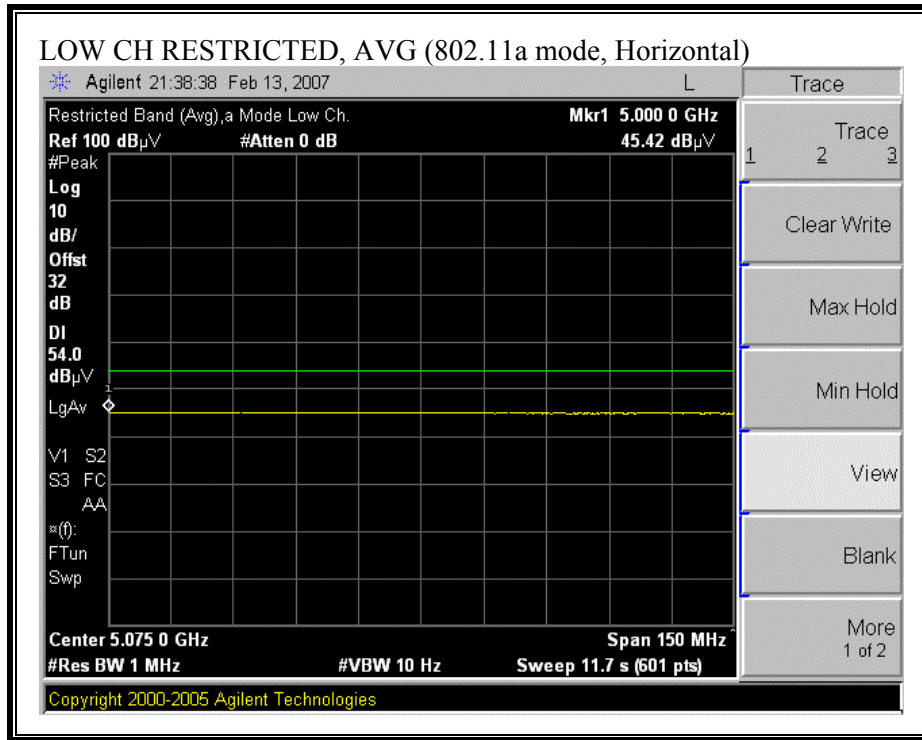 LOW CH RESTRICTED, AVG (802.11a mode, Horizontal)
Agilent 21:38:38 Feb 13, 2007 L
Restricted Band (Avg),a Mode Low Ch. Mkr1 5.000 0 GHz
Ref 100 dBµV #Atten 0 dB 45.42 dBµV
#Peak
Log
10
dB/
Offst
32
dB
DI
54.0
dBµV
1
LgAv
V1 S2
S3 FC
AA
¤(f):
FTun
Swp
Center 5.075 0 GHz Span 150 MHz^
#Res BW 1 MHz #VBW 10 Hz Sweep 11.7 s (601 pts)
Copyright 2000-2005 Agilent Technologies
Trace
Trace
1 2 3
Clear Write
Max Hold
Min Hold
View
Blank
More
1 of 2